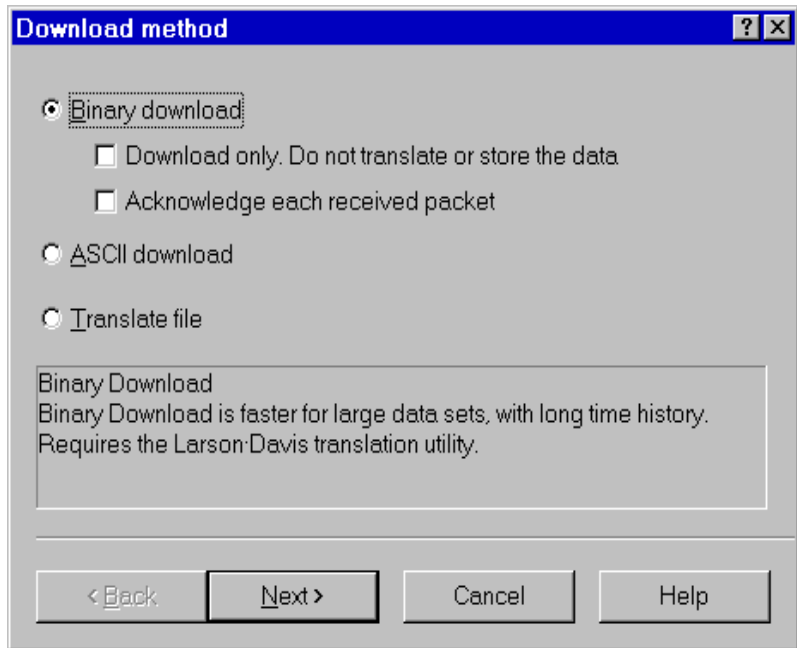 Download method
Binary download
Download only. Do not translate or store the data
Acknowledge each received packet
ASCII download
Translate file
Binary Download
Binary Download is faster for large data sets, with long time history.
Requires the Larson·Davis translation utility.
< Back Next > Cancel Help